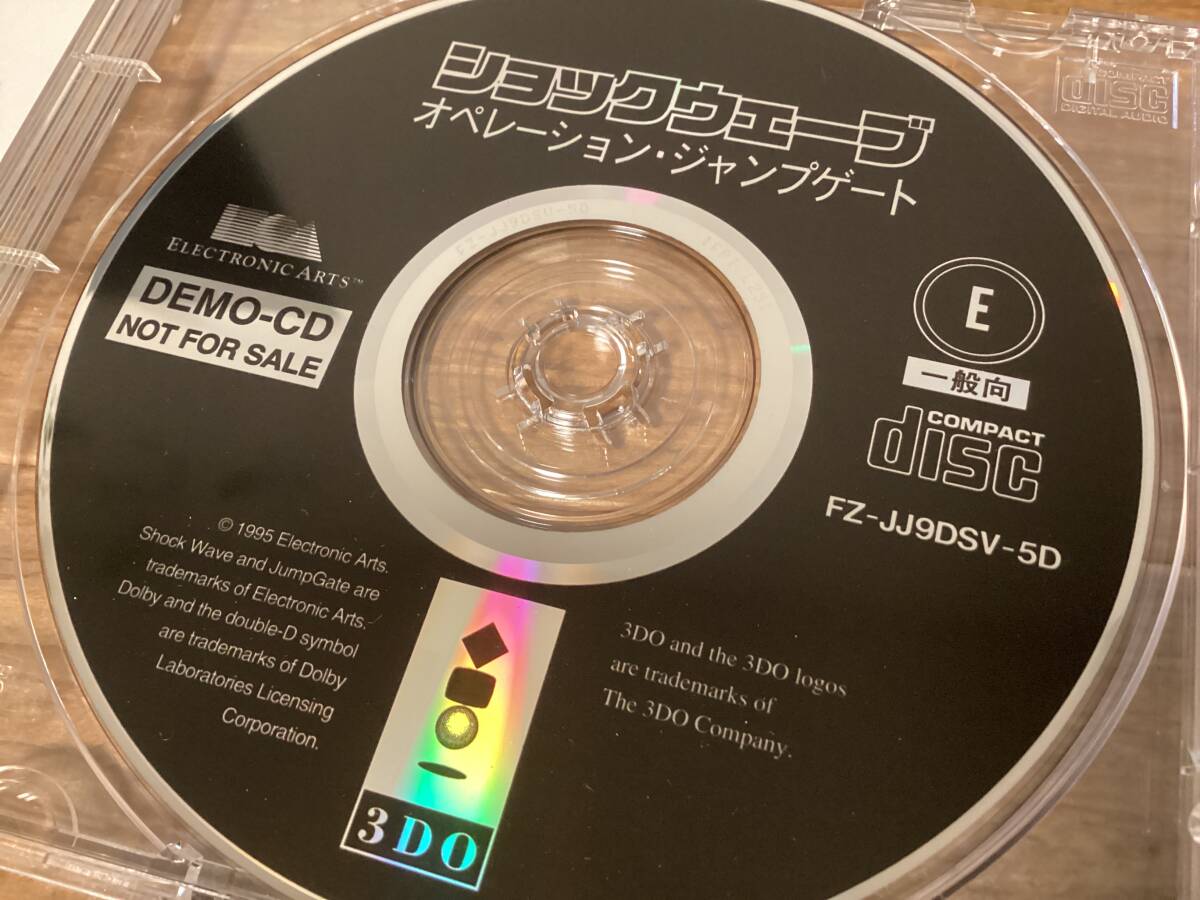 ショックウェーブ
オペレーション・ジャンプゲート
ELECTRONIC ARTS™
DEMO-CD
NOT FOR SALE
E
一般向
COMPACT
disc
FZ-JJ9DSV-5D
© 1995 Electronic Arts.
Shock Wave and JumpGate are
trademarks of Electronic Arts.
Dolby and the double-D symbol
are trademarks of Dolby
Laboratories Licensing
Corporation.
3DO
3DO and the 3DO logos
are trademarks of
The 3DO Company.
COMPACT
disc
DIGITAL AUDIO